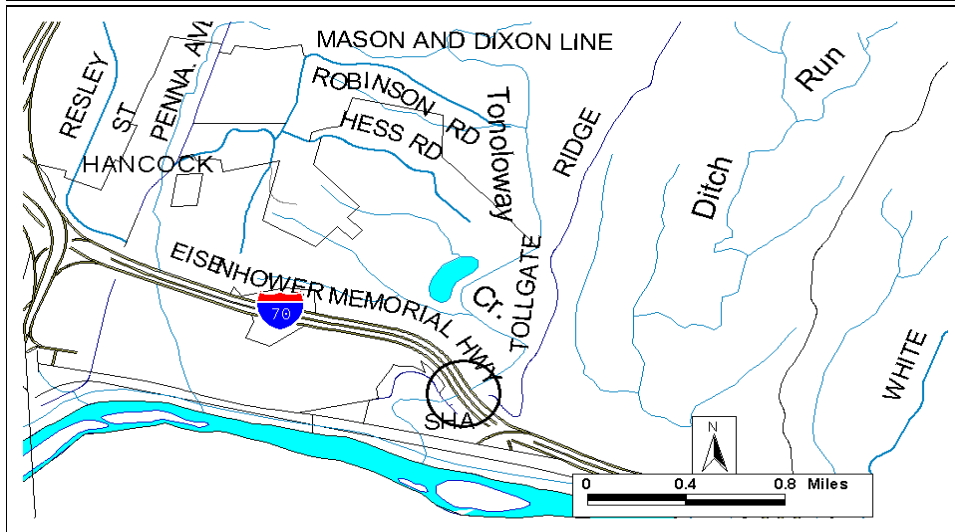 MASON AND DIXON LINE
PENNA. AVE
RESLEY
ST
ROBINSON RD
HESS RD
HANCOCK
Tonoloway
Cr.
TOLLGATE
RIDGE
Ditch
Run
EISENHOWER MEMORIAL HWY
70
SHA
WHITE
N
0 0.4 0.8 Miles